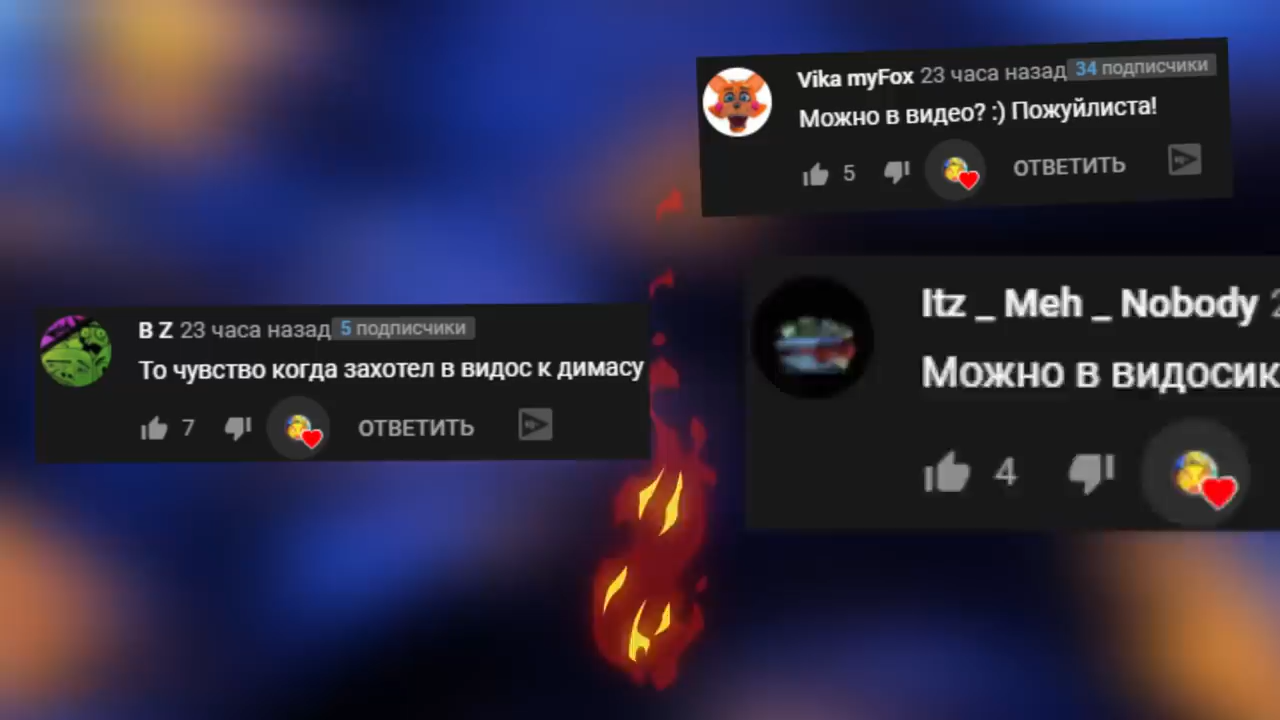 Vika myFox 23 часа назад 34 подписчики
Можно в видео? :) Пожуйлиста!
5 ОТВЕТИТЬ
B Z 23 часа назад 5 подписчики
То чувство когда захотел в видос к димасу
7 ОТВЕТИТЬ
Itz _ Meh _ Nobody 2
Можно в видосик
4